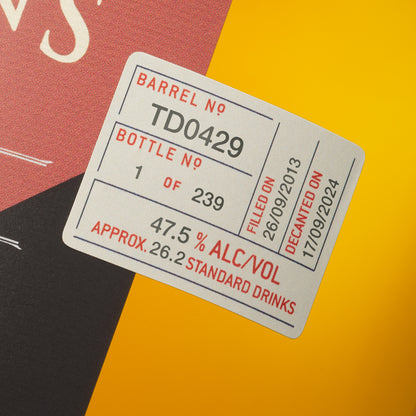 BARREL Nº
TD0429
BOTTLE Nº
1 OF 239
FILLED ON
26/09/2013
DECANTED ON
17/09/2024
47.5 % ALC/VOL
APPROX. 26.2 STANDARD DRINKS